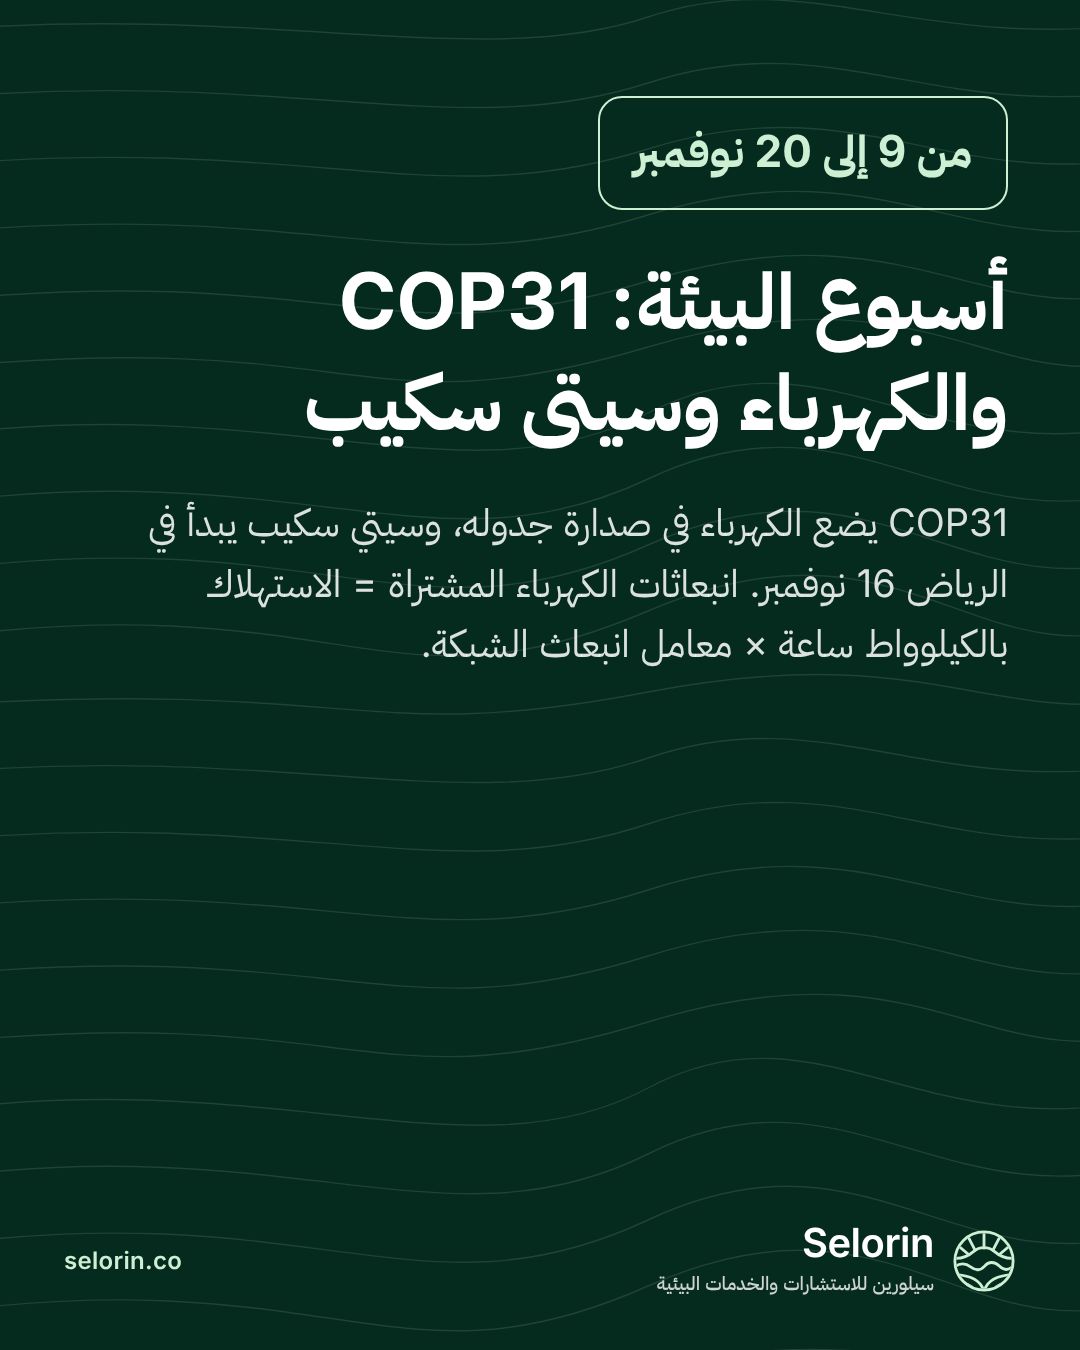 من 9 إلى 20 نوفمبر
أسبوع البيئة: COP31
والكهرباء وسيتي سكيب
COP31 يضع الكهرباء في صدارة جدوله، وسيتي سكيب يبدأ في
الرياض 16 نوفمبر. انبعاثات الكهرباء المشتراة = الاستهلاك
بالكيلوواط ساعة × معامل انبعاث الشبكة.
Selorin
سيلورين للاستشارات والخدمات البيئية
selorin.co